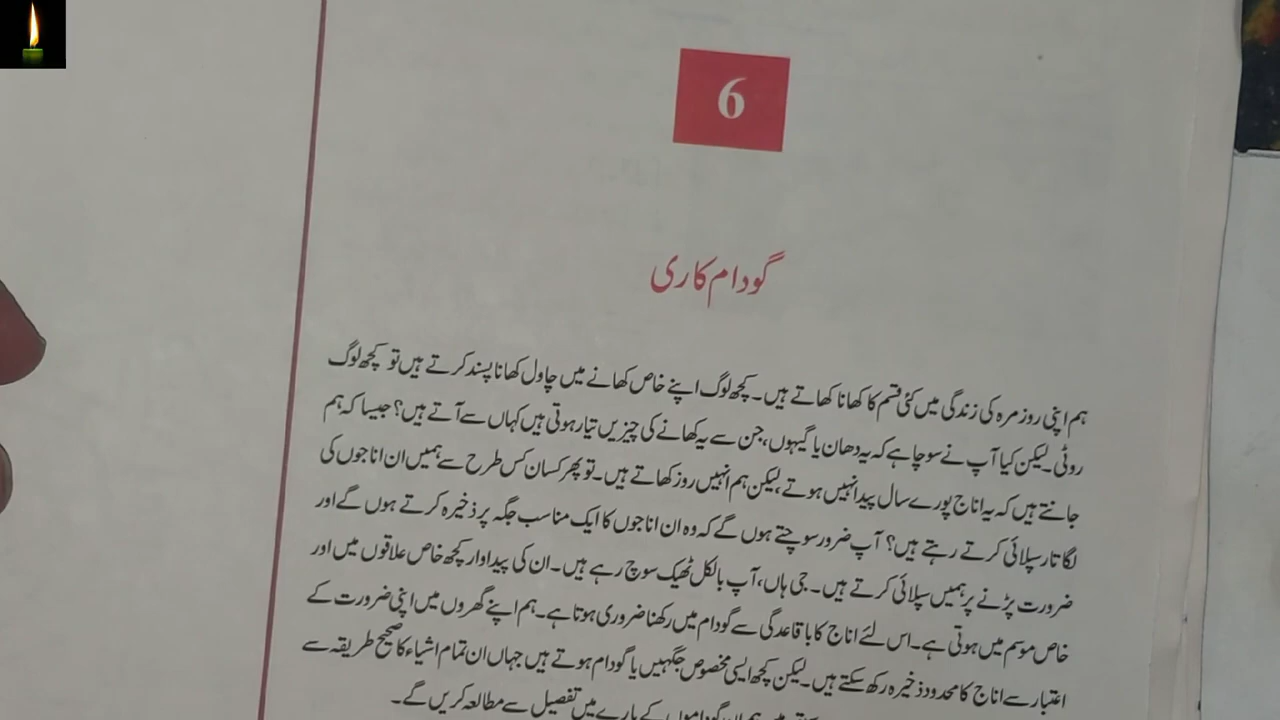 6
گودام کاری
ہم اپنی روزمرہ کی زندگی میں کئی قسم کا کھانا کھاتے ہیں۔ کچھ لوگ اپنے خاص کھانے میں چاول کھانا پسند کرتے ہیں تو کچھ لوگ
روٹی۔ لیکن کیا آپ نے سوچا ہے کہ یہ دھان یا گیہوں، جن سے یہ کھانے کی چیزیں تیار ہوتی ہیں کہاں سے آتے ہیں؟ جیسا کہ ہم
جانتے ہیں کہ یہ اناج پورے سال پیدا نہیں ہوتے، لیکن ہم انہیں روز کھاتے ہیں۔ تو پھر کسان کس طرح سے ہمیں ان اناجوں کی
لگاتار سپلائی کرتے رہتے ہیں؟ آپ ضرور سوچتے ہوں گے کہ وہ ان اناجوں کا ایک مناسب جگہ پر ذخیرہ کرتے ہوں گے اور
ضرورت پڑنے پر ہمیں سپلائی کرتے ہیں۔ جی ہاں، آپ بالکل ٹھیک سوچ رہے ہیں۔ ان کی پیداوار کچھ خاص علاقوں میں اور
خاص موسم میں ہوتی ہے۔ اس لئے اناج کا باقاعدگی سے گودام میں رکھنا ضروری ہوتا ہے۔ ہم اپنے گھروں میں اپنی ضرورت کے
اعتبار سے اناج کا محدود ذخیرہ رکھ سکتے ہیں۔ لیکن کچھ ایسی مخصوص جگہیں یا گودام ہوتے ہیں جہاں ان تمام اشیاء کا صحیح طریقہ سے
گوداموں کے بارے میں تفصیل سے مطالعہ کریں گے۔